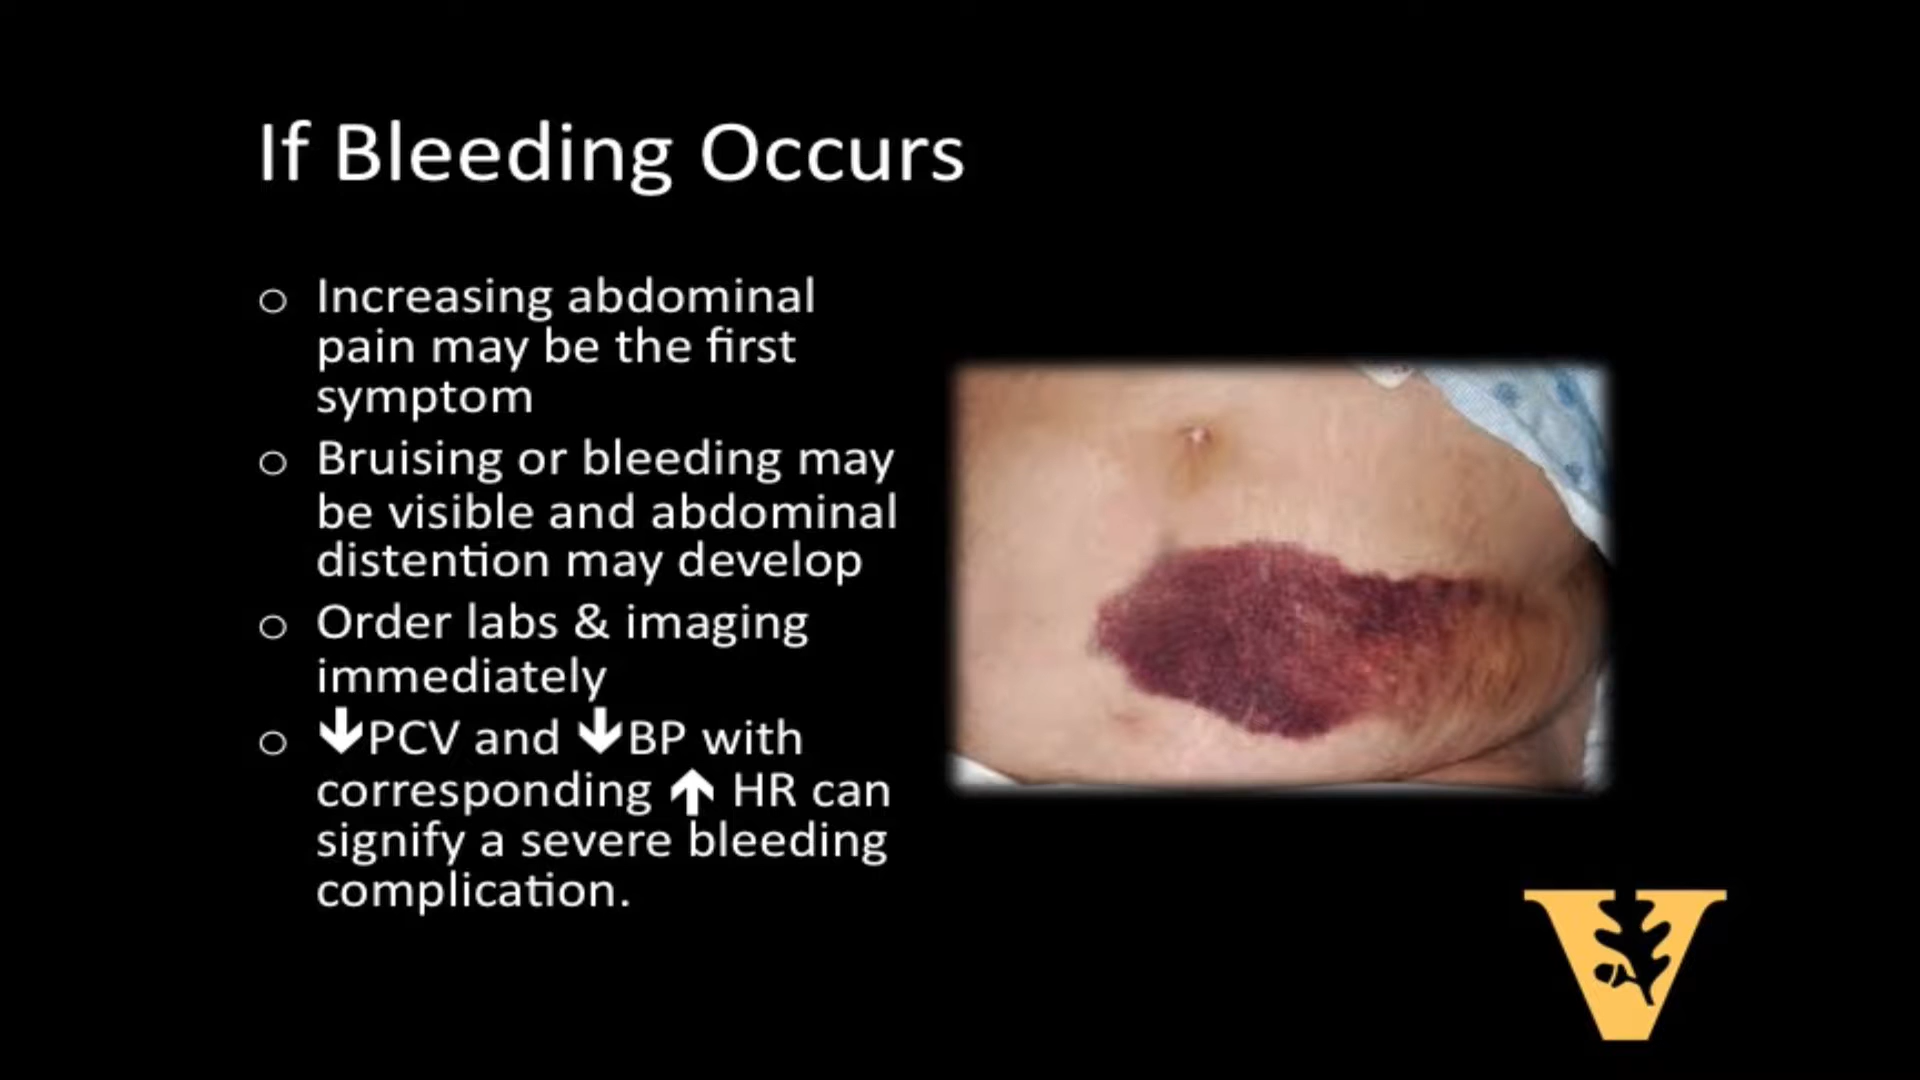 If Bleeding Occurs
o Increasing abdominal
pain may be the first
symptom
o Bruising or bleeding may
be visible and abdominal
distention may develop
o Order labs & imaging
immediately
o ↓PCV and ↓BP with
corresponding ↑ HR can
signify a severe bleeding
complication.
V